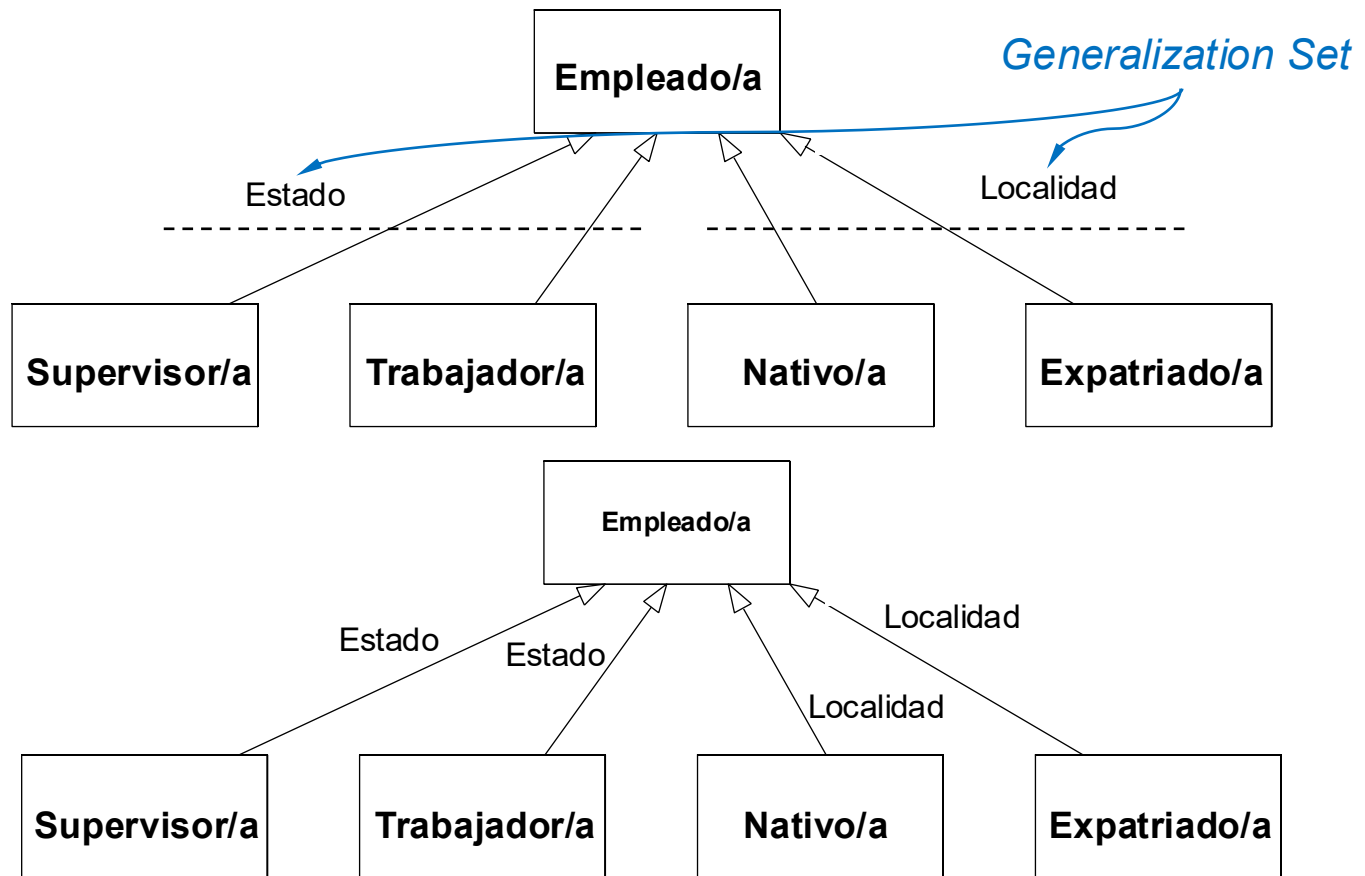 Empleado/a
Generalization Set
Estado
Localidad
Supervisor/a
Trabajador/a
Nativo/a
Expatriado/a
Empleado/a
Estado
Estado
Localidad
Localidad
Supervisor/a
Trabajador/a
Nativo/a
Expatriado/a